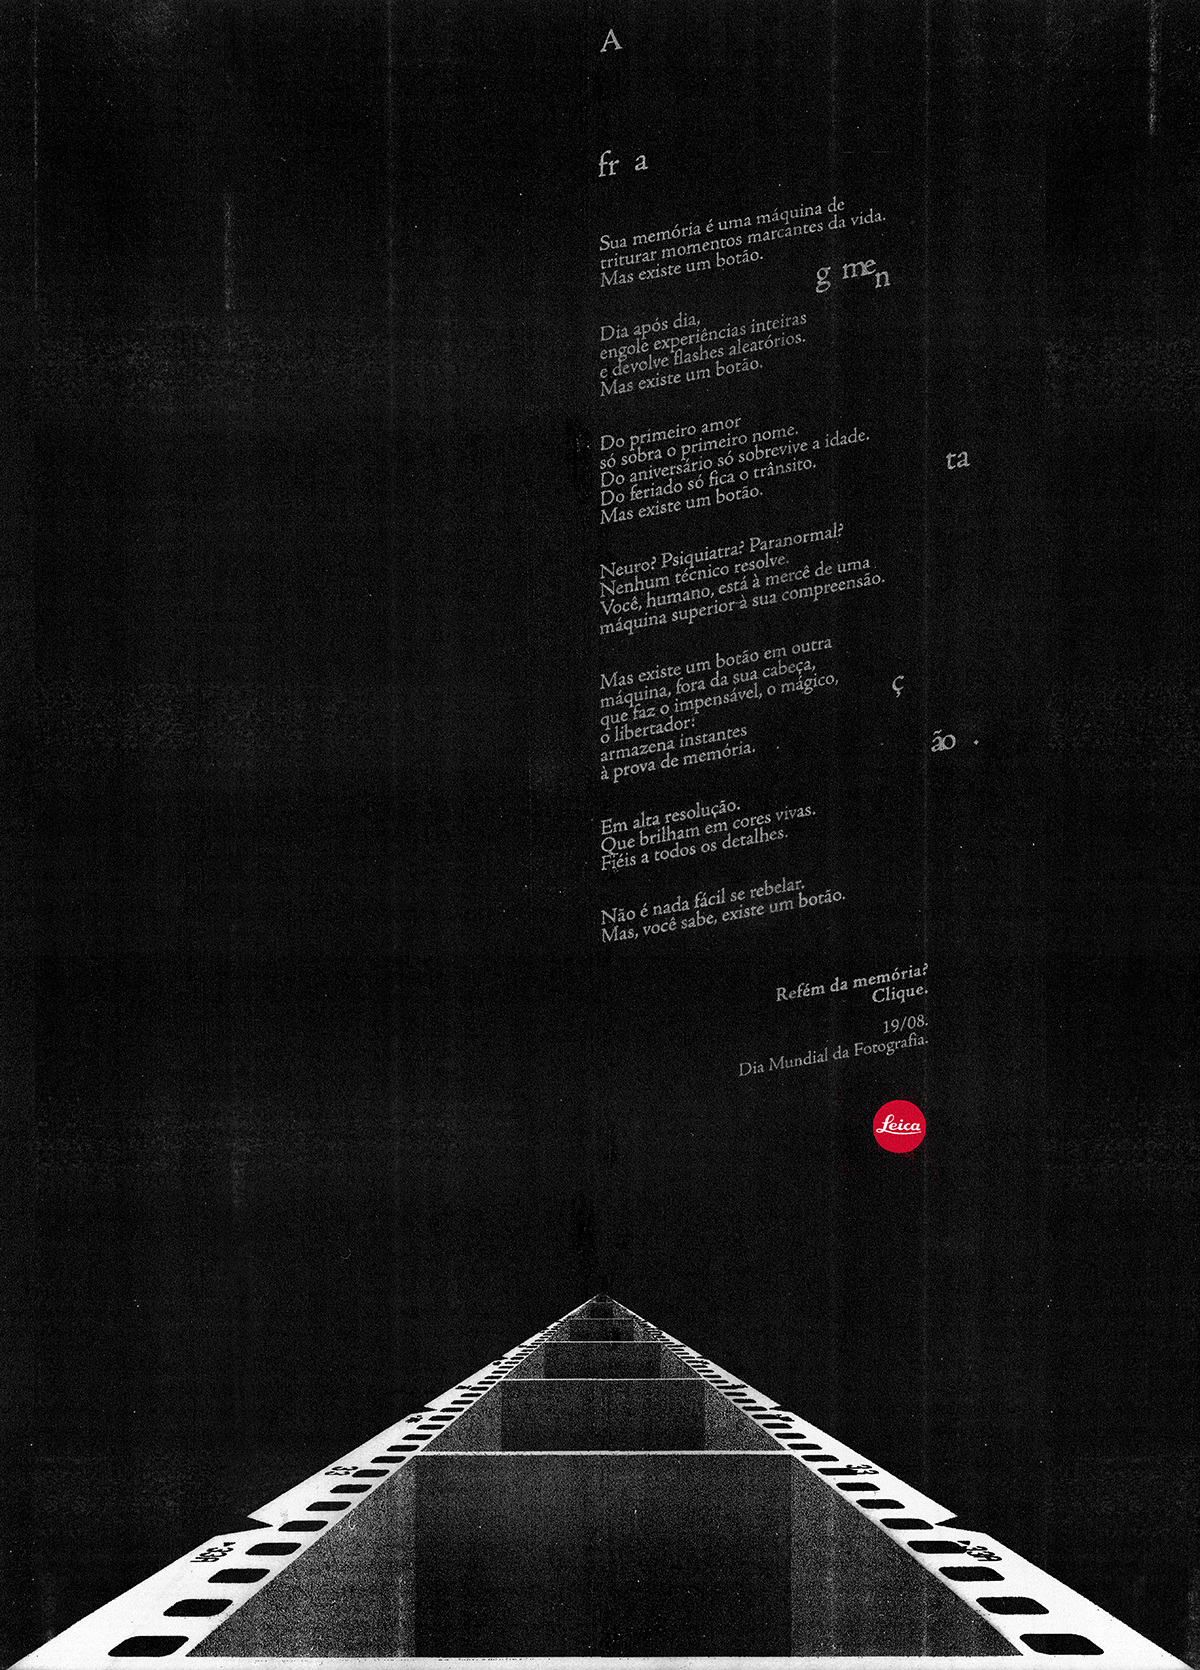 A
fr a
g men
ta
ç
ão .
Sua memória é uma máquina de
triturar momentos marcantes da vida.
Mas existe um botão.
Dia após dia,
engole experiências inteiras
e devolve flashes aleatórios.
Mas existe um botão.
Do primeiro amor
só sobra o primeiro nome.
Do aniversário só sobrevive a idade.
Do feriado só fica o trânsito.
Mas existe um botão.
Neuro? Psiquiatra? Paranormal?
Nenhum técnico resolve.
Você, humano, está à mercê de uma
máquina superior à sua compreensão.
Mas existe um botão em outra
máquina, fora da sua cabeça,
que faz o impensável, o mágico,
o libertador:
armazena instantes
à prova de memória.
Em alta resolução.
Que brilham em cores vivas.
Fiéis a todos os detalhes.
Não é nada fácil se rebelar.
Mas, você sabe, existe um botão.
Refém da memória?
Clique.
19/08.
Dia Mundial da Fotografia.
Leica
33
33
33A
33A